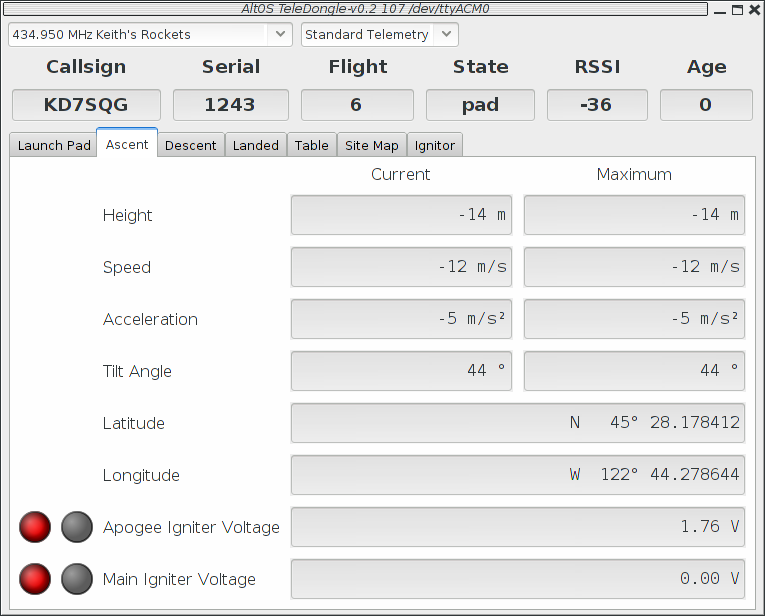 AltOS TeleDongle-v0.2 107 /dev/ttyACM0
434.950 MHz Keith's Rockets Standard Telemetry
Callsign Serial Flight State RSSI Age
KD7SQG 1243 6 pad -36 0
Launch Pad Ascent Descent Landed Table Site Map Ignitor
Current Maximum
Height -14 m -14 m
Speed -12 m/s -12 m/s
Acceleration -5 m/s² -5 m/s²
Tilt Angle 44 ° 44 °
Latitude N 45° 28.178412
Longitude W 122° 44.278644
Apogee Igniter Voltage 1.76 V
Main Igniter Voltage 0.00 V